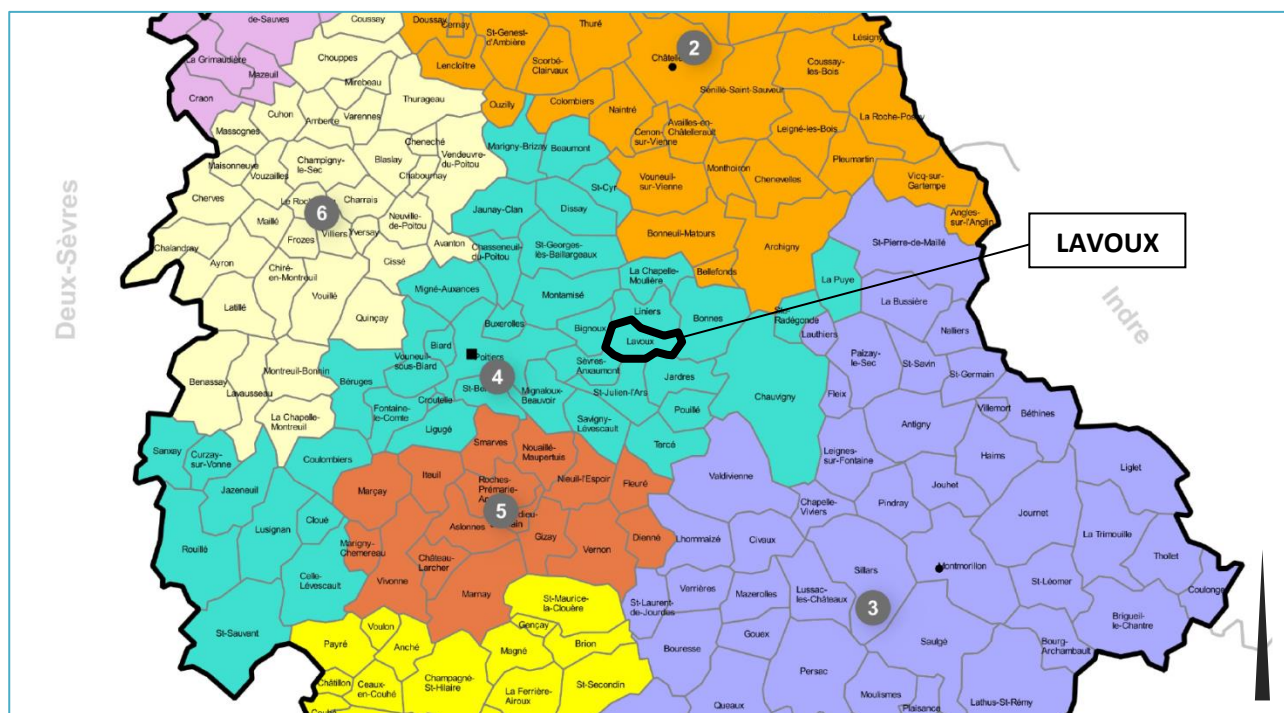 de-Sauves
Coussay
Doussay
Cernay
St-Genest-
d'Ambière
Thuré
2
Lésigny
La Grimaudière
Mazeuil
Craon
Chouppes
Mirebeau
Lencloître
Scorbé-
Clairvaux
Coussay-
les-Bois
Ouzilly
Colombiers
Naintré
Sénillé-Saint-Sauveur
Massognes
Cuhon
Amberre
Varennes
Thurageau
Cenon-
sur-Vienne
Availles-en-
Châtellerault
Leigné-les-Bois
La Roche-Posay
Maisonneuve
Vouzailles
Champigny-
le-Sec
Blaslay
Cheneché
Vendeuvre-
du-Poitou
Chabournay
Marigny-Brizay
Beaumont
St-Cyr
Vouneuil-
sur-Vienne
Monthoiron
Chenevelles
Pleumartin
Vicq-sur-
Gartempe
Angles-
sur-l'Anglin
Cherves
6
Maillé
Charrais
Villiers
Yversay
Frozes
Neuville-
de-Poitou
Avanton
Jaunay-Clan
Dissay
Chasseneuil-
du-Poitou
St-Georges-
lès-Baillargeaux
Bonneuil-Matours
Archigny
St-Pierre-de-Maillé
LAVOUX
Deux-Sèvres
Indre
Chalandray
Ayron
Chiré-
en-Montreuil
Cissé
Latillé
Vouillé
Quinçay
Migné-Auxances
Montamisé
La Chapelle-
Moulière
Bellefonds
La Puye
La Bussière
Nalliers
Buxerolles
Bignoux
Liniers
Lavoux
Bonnes
Lauthiers
Paizay-
le-Sec
St-Savin
St-Germain
Benassay
Lavausseau
Montreuil-Bonnin
La Chapelle-
Montreuil
Vouneuil-
sous-Biard
Biard
Poitiers
4
Béruges
Croutelle
Fontaine-
le-Comte
Ligugé
Mignaloux-
Beauvoir
Sèvres-
Anxaumont
St-Julien-l'Ars
Jardres
Pouillé
Savigny-
Lévescault
Tercé
Chauvigny
Fleix
Antigny
Villemort
Béthines
Haims
Leignes-
sur-Fontaine
Liglet
Sanxay
Curzay-
sur-Vonne
Jazeneuil
Coulombiers
Smarves
Nouaillé-
Maupertuis
Marçay
Iteuil
Roches-
Prémarie-
Nieuil-l'Espoir
Fleuré
Valdivienne
Chapelle-
Viviers
Pindray
Jouhet
Journet
La Trimouille
Thollet
Coulonges
Rouillé
Lusignan
Cloué
Celle-
Lévescault
Marigny-
Chemereau
Vivonne
Château-
Larcher
Aslonnes
5
Gizay
Vernon
Dienné
Marnay
Lhommaizé
Civaux
Verrières
Mazerolles
Lussac-
les-Châteaux
Sillars
Montmorillon
3
St-Léomer
Brigueil-
le-Chantre
Bourg-
Archambault
Saulgé
St-Sauvant
St-Maurice-
la-Clouère
St-Laurent-
de-Jourdes
Gouex
Bouresse
Persac
Payré
Voulon
Anché
Gençay
Magné
Brion
Châtillon
Ceaux-
en-Couhé
Champagné-
St-Hilaire
La Ferrière-
Airoux
St-Secondin
Queaux
Moulismes
Plaisance
Lathus-St-Rémy